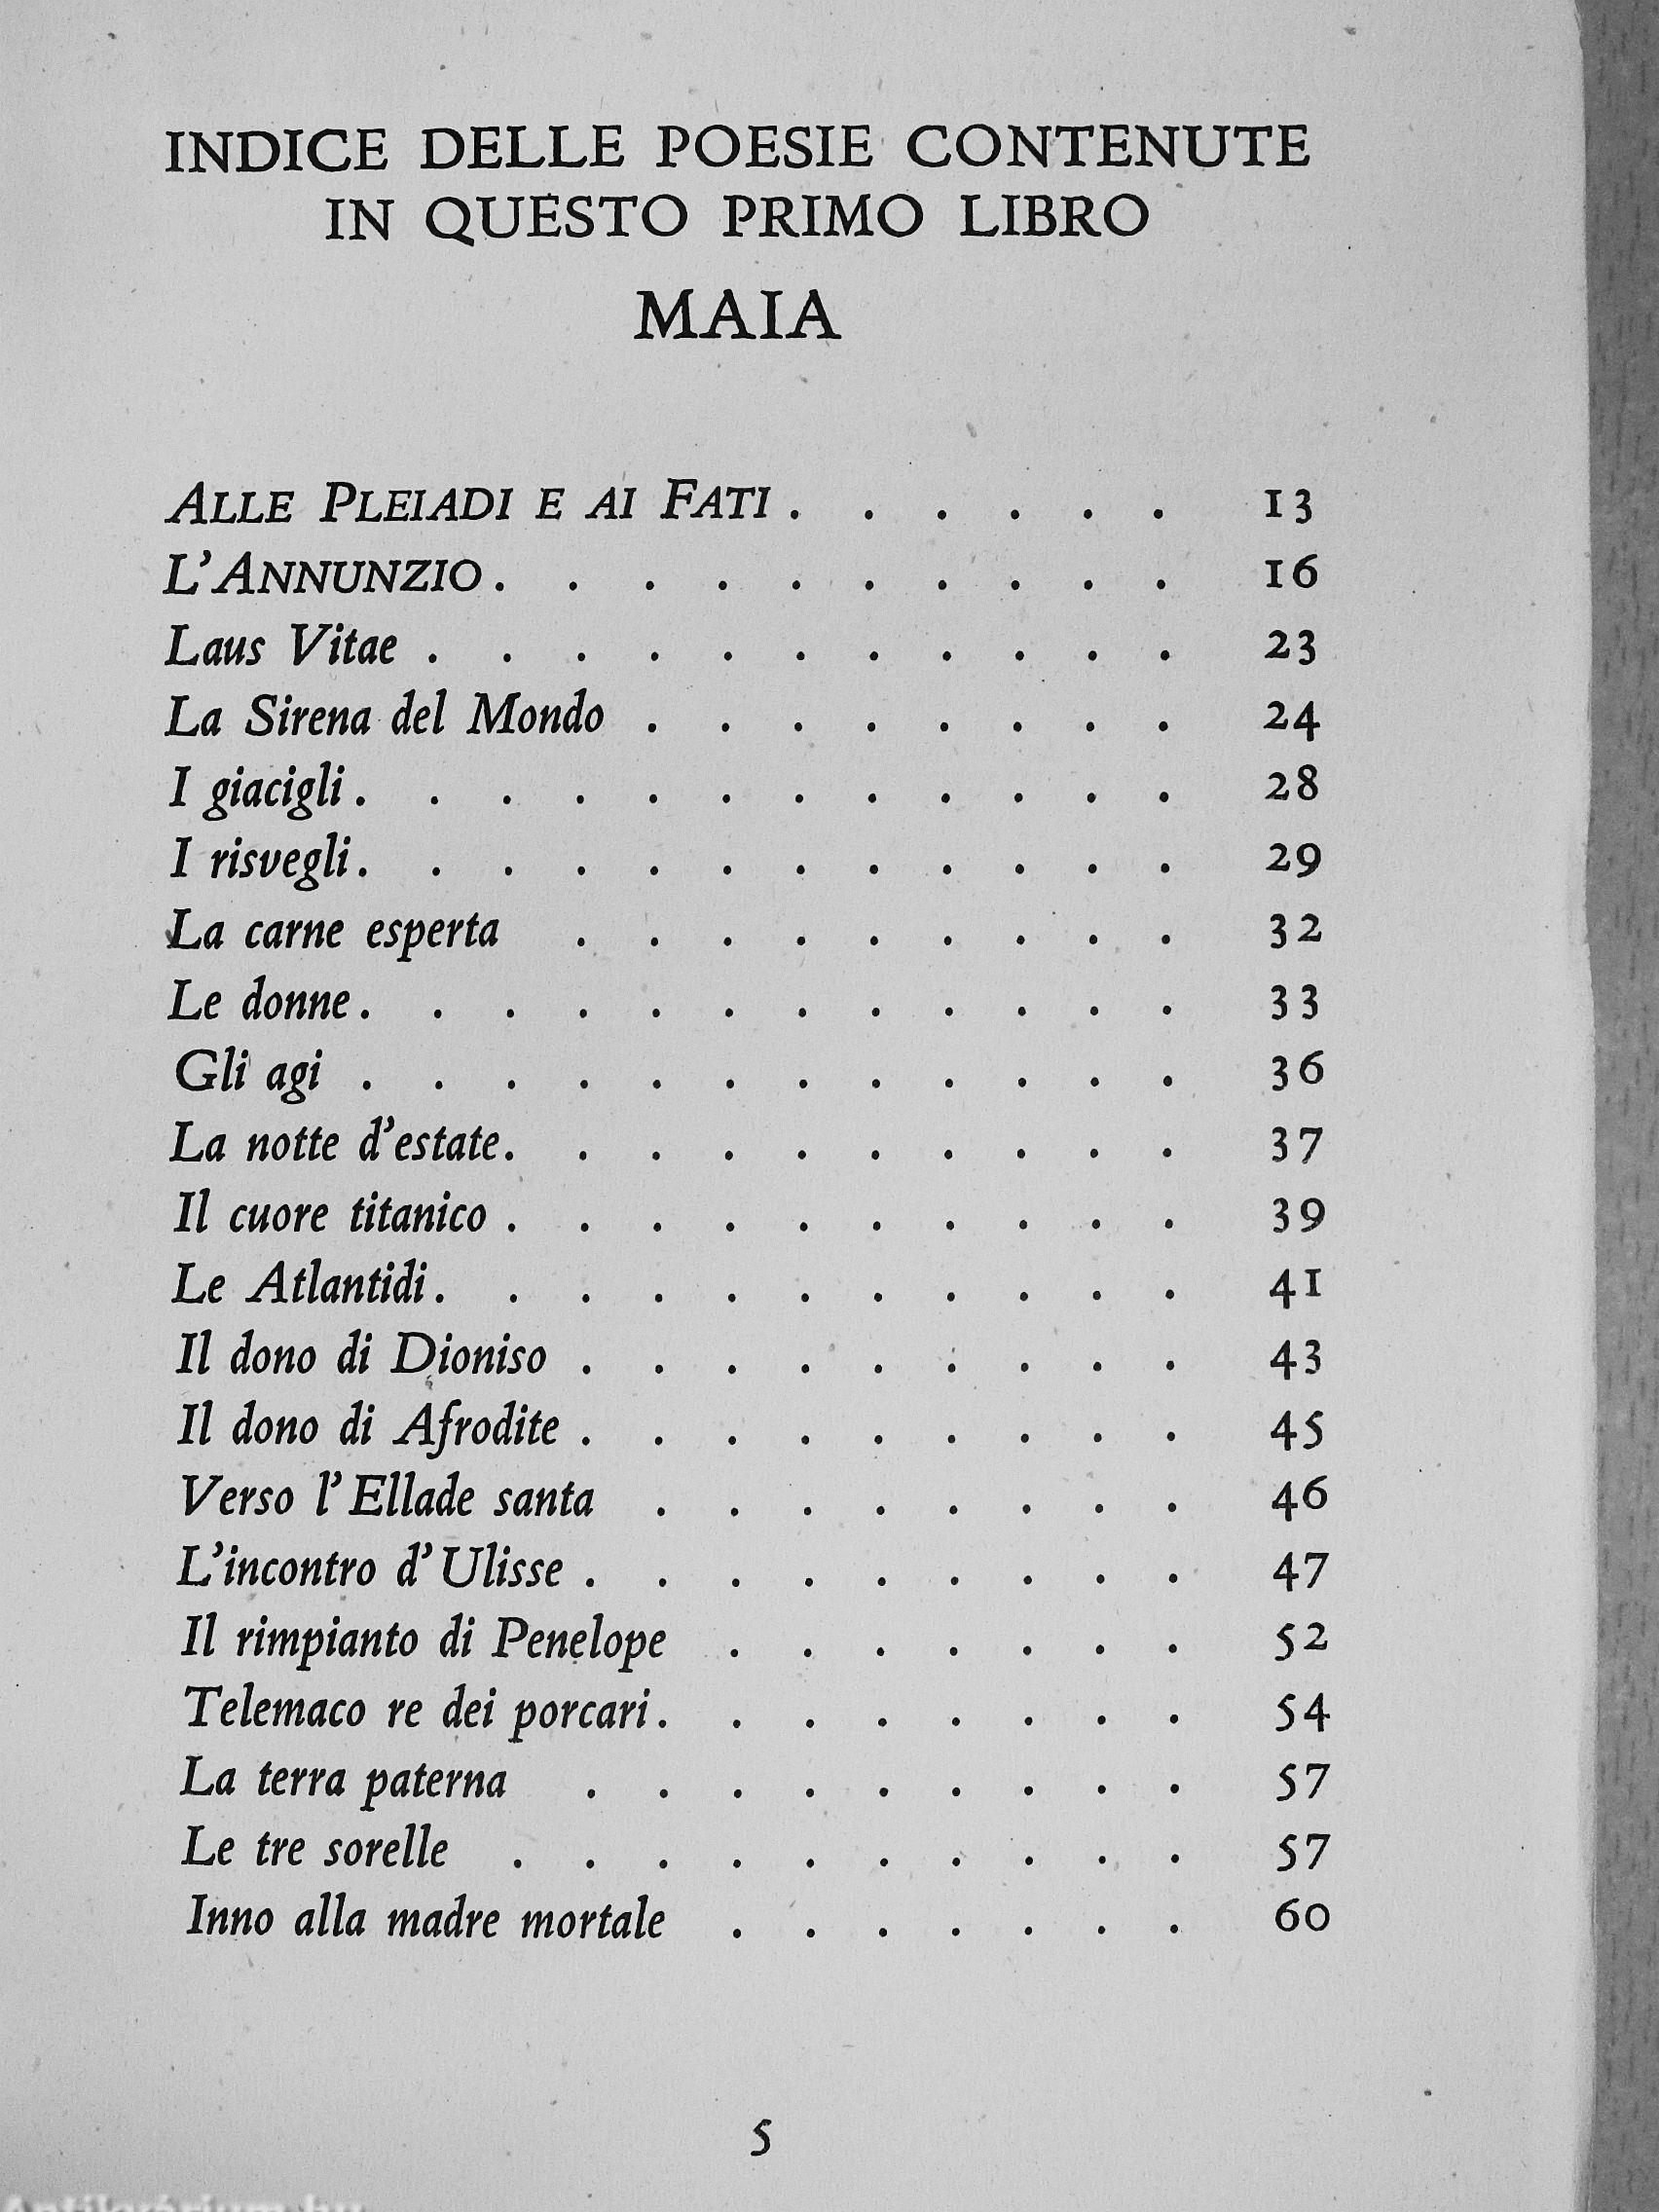 INDICE DELLE POESIE CONTENUTE
IN QUESTO PRIMO LIBRO
MAIA
ALLE PLEIADI E AI FATI . . . . . . 13
L'ANNUNZIO . . . . . . . . . . 16
Laus Vitae . . . . . . . . . . . 23
La Sirena del Mondo . . . . . . . . 24
I giacigli . . . . . . . . . . . . 28
I risvegli . . . . . . . . . . . . 29
La carne esperta . . . . . . . . . 32
Le donne . . . . . . . . . . . . 33
Gli agi . . . . . . . . . . . . 36
La notte d'estate . . . . . . . . . . 37
Il cuore titanico . . . . . . . . . . 39
Le Atlantidi . . . . . . . . . . . 41
Il dono di Dioniso . . . . . . . . . 43
Il dono di Afrodite . . . . . . . . . 45
Verso l'Ellade santa . . . . . . . . 46
L'incontro d'Ulisse . . . . . . . . . 47
Il rimpianto di Penelope . . . . . . . 52
Telemaco re dei porcari . . . . . . . . 54
La terra paterna . . . . . . . . . 57
Le tre sorelle . . . . . . . . . . 57
Inno alla madre mortale . . . . . . . 60
5